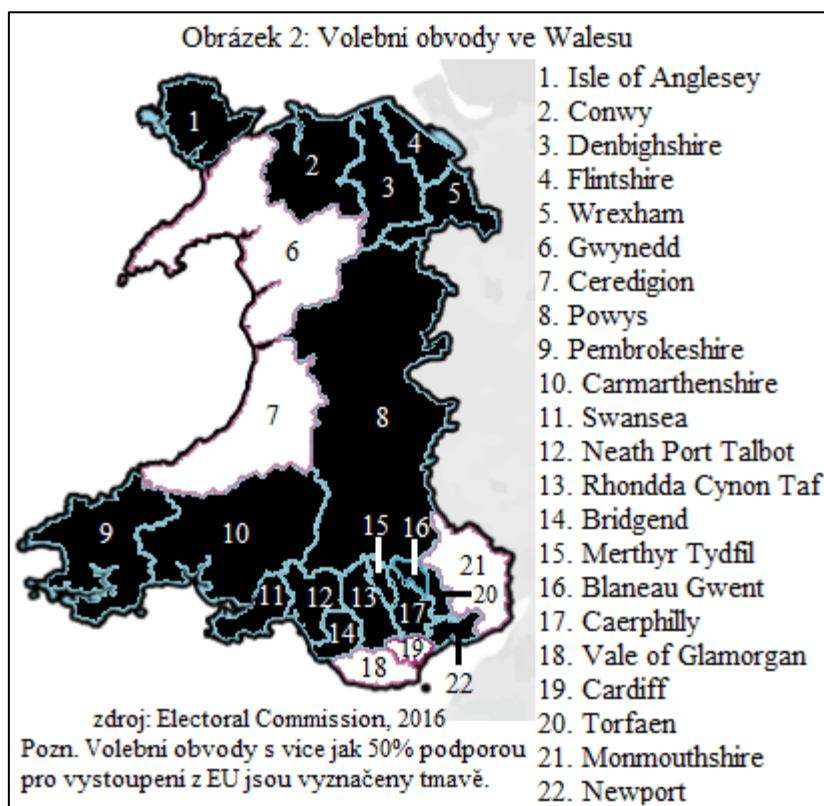 Obrázek 2: Volební obvody ve Walesu
1
2
3
4
5
6
7
8
9
10
15
16
21
11
12
13
17
20
14
19
18
22
1. Isle of Anglesey
2. Conwy
3. Denbighshire
4. Flintshire
5. Wrexham
6. Gwynedd
7. Ceredigion
8. Powys
9. Pembrokeshire
10. Carmarthenshire
11. Swansea
12. Neath Port Talbot
13. Rhondda Cynon Taf
14. Bridgend
15. Merthyr Tydfil
16. Blaneau Gwent
17. Caerphilly
18. Vale of Glamorgan
19. Cardiff
20. Torfaen
21. Monmouthshire
22. Newport
zdroj: Electoral Commission, 2016
Pozn. Volební obvody s více jak 50% podporou
pro vystoupení z EU jsou vyznačeny tmavě.